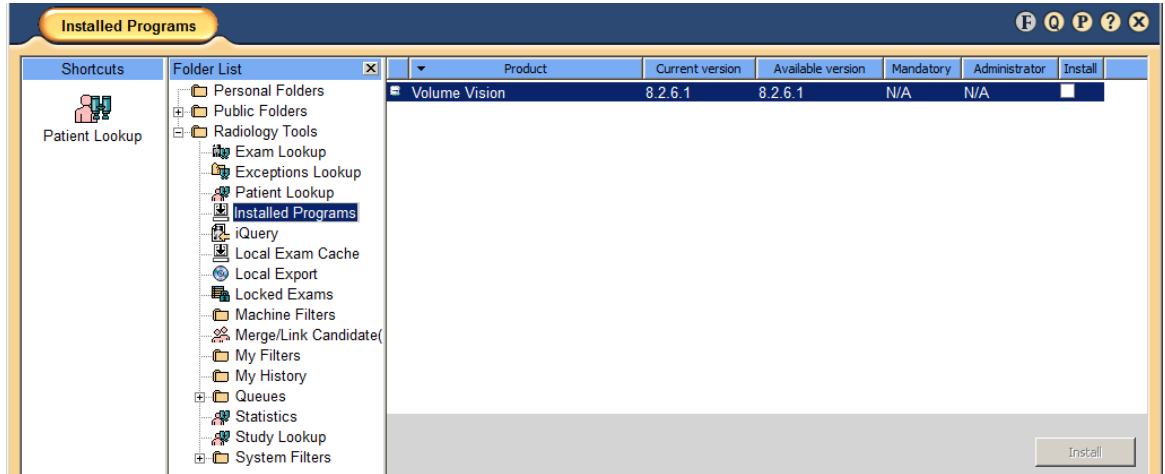 Installed Programs
F Q P ? X
Shortcuts
Patient Lookup
Folder List
Personal Folders
Public Folders
Radiology Tools
Exam Lookup
Exceptions Lookup
Patient Lookup
Installed Programs
iQuery
Local Exam Cache
Local Export
Locked Exams
Machine Filters
Merge/Link Candidate(
My Filters
My History
Queues
Statistics
Study Lookup
System Filters
Product Current version Available version Mandatory Administrator Install
Volume Vision 8.2.6.1 8.2.6.1 N/A N/A
Install